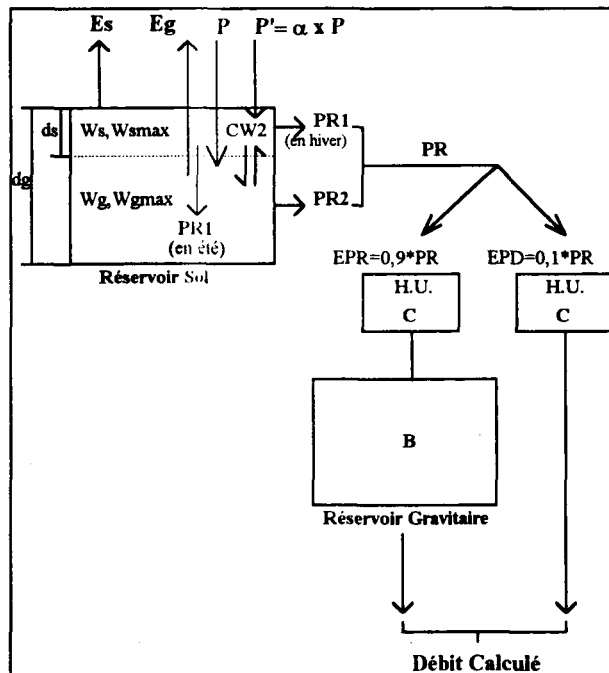 Es Eg P P'= α x P
ds Ws, Wsmax CW2 PR1
(en hiver)
dg PR
Wg, Wgmax PR2
PR1
(en été)
Réservoir Sol
EPR=0,9*PR EPD=0,1*PR
H.U. H.U.
C C
B
Réservoir Gravitaire
Débit Calculé